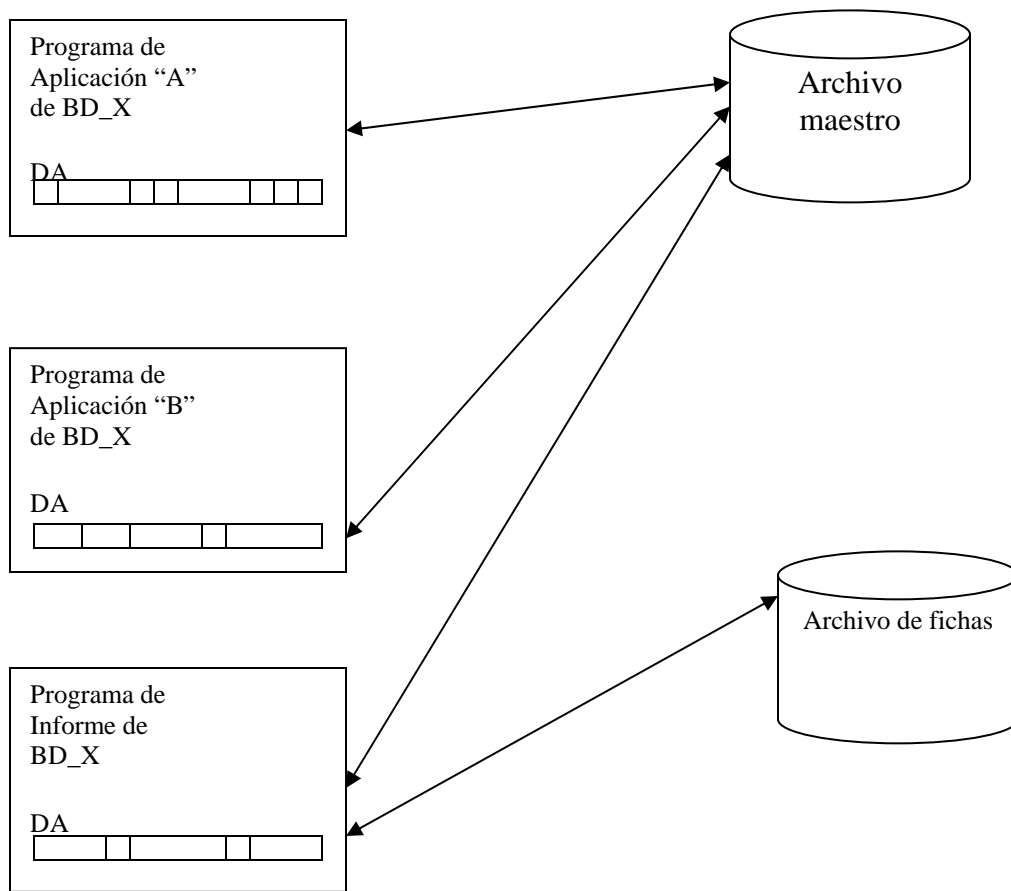 Programa de
Aplicación “A”
de BD_X
DA
Archivo
maestro
Programa de
Aplicación “B”
de BD_X
DA
Archivo de fichas
Programa de
Informe de
BD_X
DA